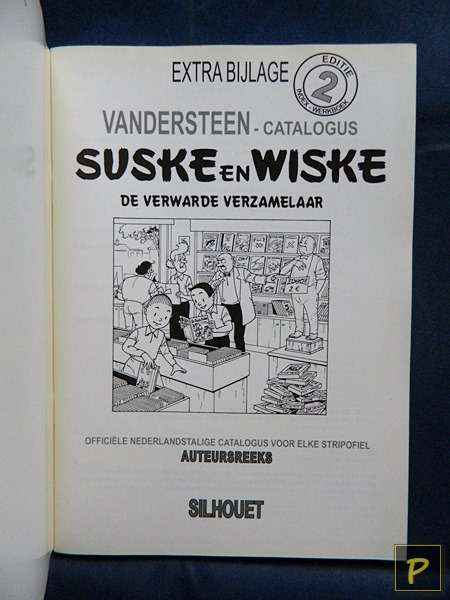 EXTRA BIJLAGE
EDITIE
2
INDEX - WERKBOEK
VANDERSTEEN - CATALOGUS
SUSKE EN WISKE
DE VERWARDE VERZAMELAAR
2 €
OFFICIËLE NEDERLANDSTALIGE CATALOGUS VOOR ELKE STRIPOFIEL
AUTEURSREEKS
SILHOUET
P